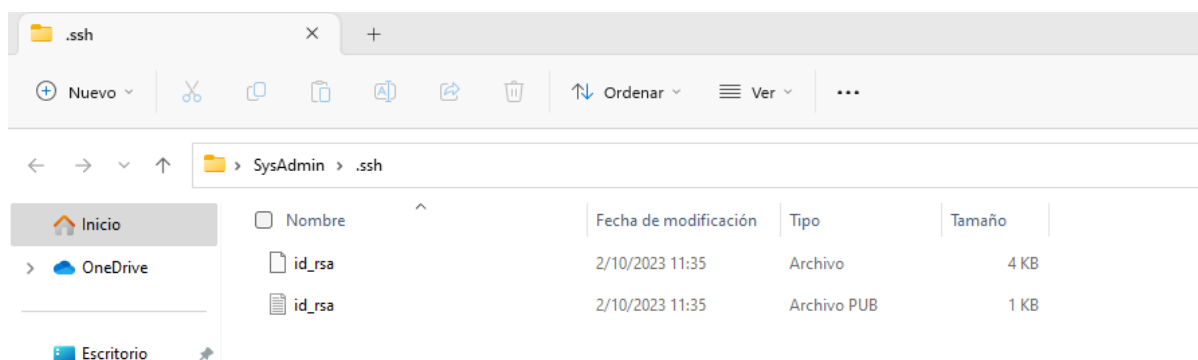 .ssh
Nuevo
Ordenar
Ver
SysAdmin > .ssh
Inicio
Nombre
Fecha de modificación
Tipo
Tamaño
OneDrive
id_rsa
2/10/2023 11:35
Archivo
4 KB
id_rsa
2/10/2023 11:35
Archivo PUB
1 KB
Escritorio